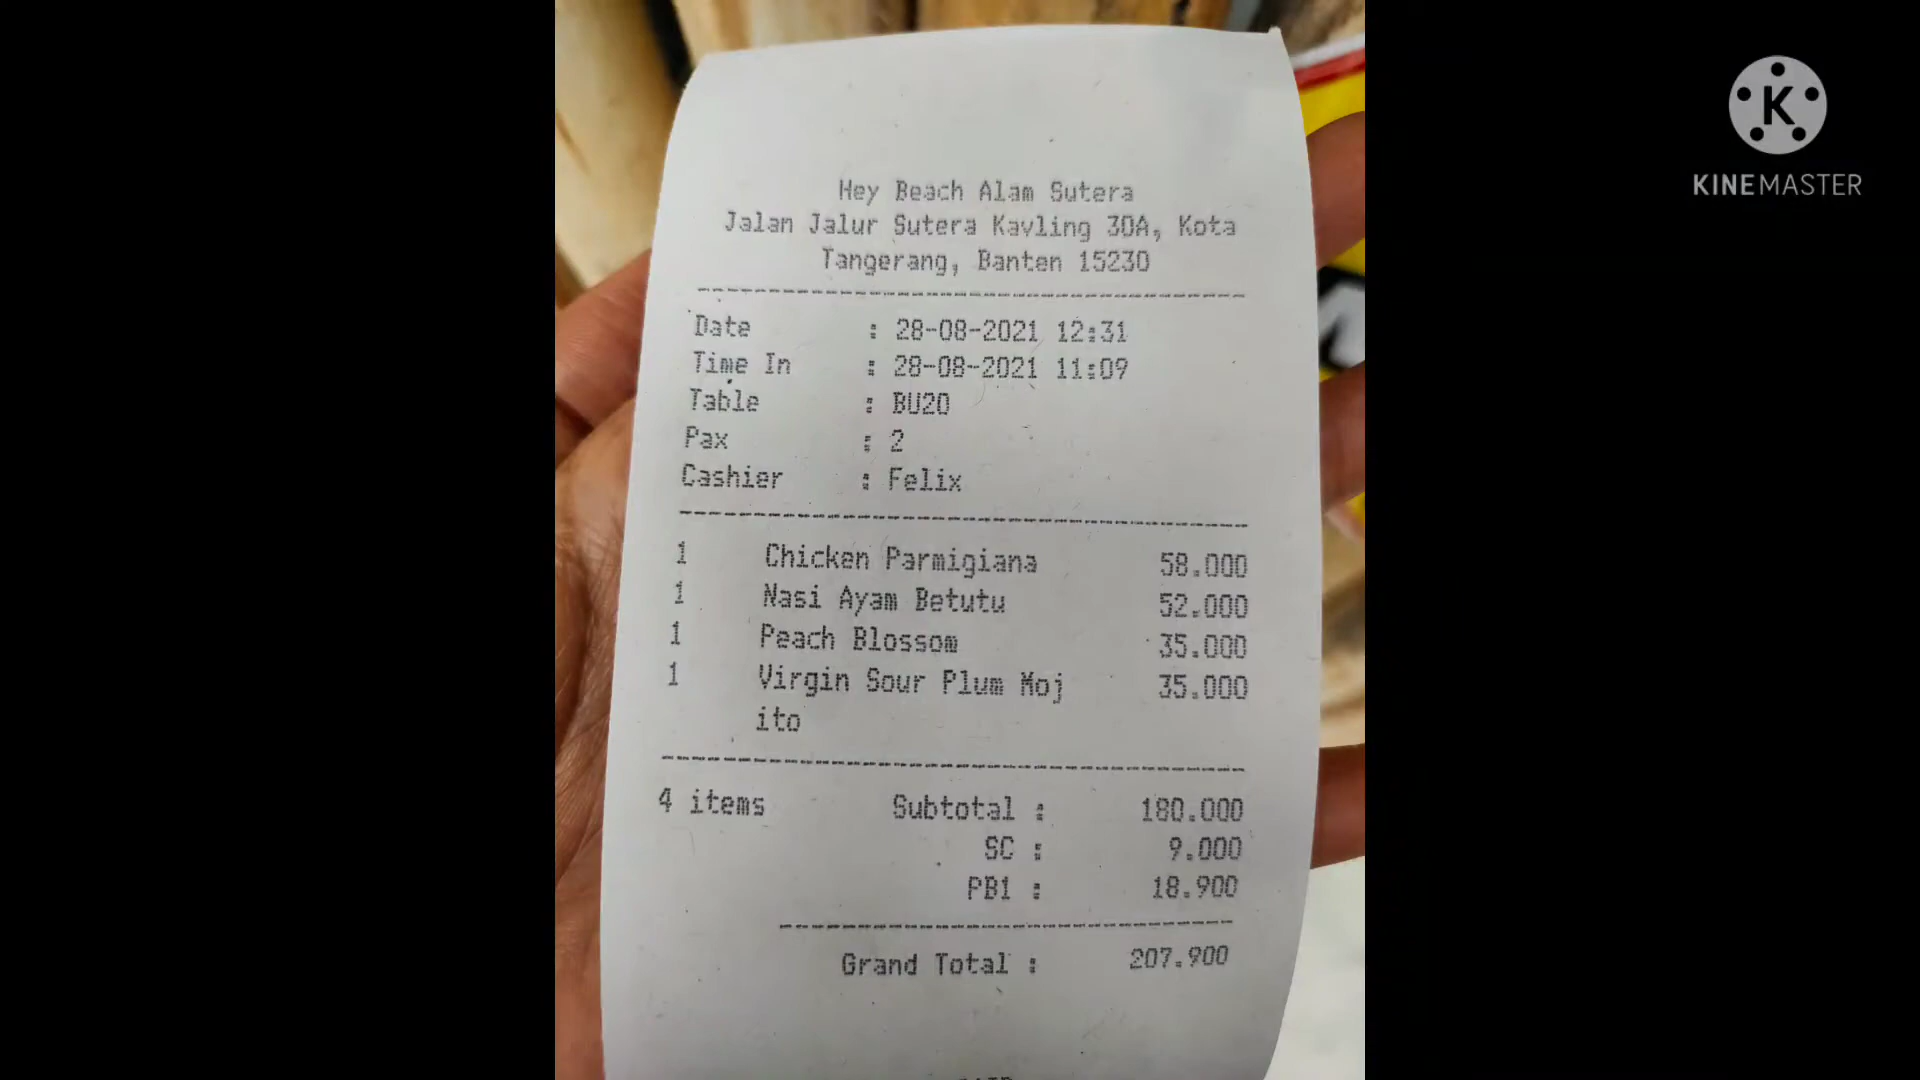 Hey Beach Alam Sutera
Jalan Jalur Sutera Kavling 30A, Kota
Tangerang, Banten 15230
Date : 28-08-2021 12:31
Time In : 28-08-2021 11:09
Table : BU20
Pax : 2
Cashier : Felix
1 Chicken Parmigiana 58.000
1 Nasi Ayam Betutu 52.000
1 Peach Blossom 35.000
1 Virgin Sour Plum Moj 35.000
ito
4 items Subtotal : 180.000
SC : 9.000
PB1 : 18.900
Grand Total : 207.900
K
KINEMASTER